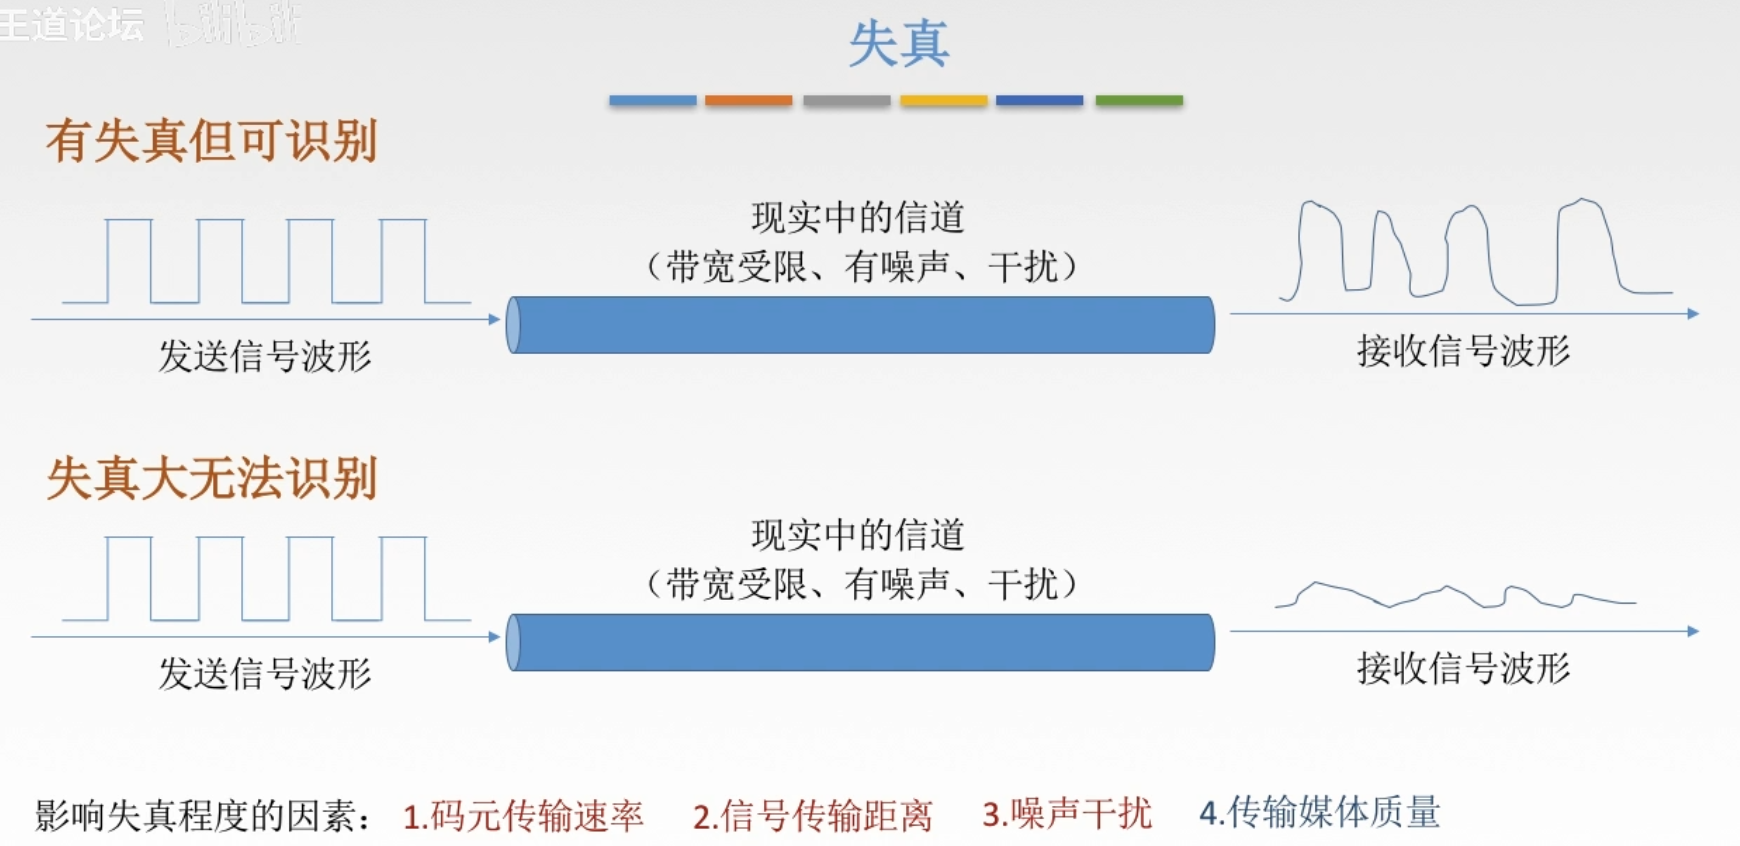 王道论坛 bilibili
失真
有失真但可识别
现实中的信道
（带宽受限、有噪声、干扰）
发送信号波形
接收信号波形
失真大无法识别
现实中的信道
（带宽受限、有噪声、干扰）
发送信号波形
接收信号波形
影响失真程度的因素： 1.码元传输速率 2.信号传输距离 3.噪声干扰 4.传输媒体质量